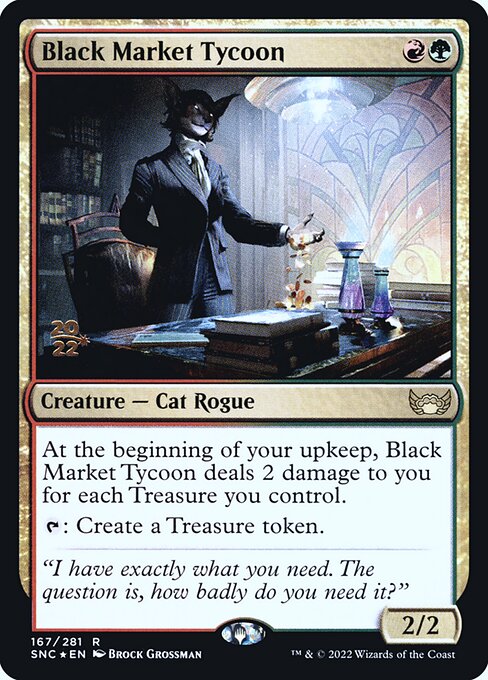 Black Market Tycoon
20
22
Creature — Cat Rogue
At the beginning of your upkeep, Black
Market Tycoon deals 2 damage to you
for each Treasure you control.
: Create a Treasure token.
“I have exactly what you need. The
question is, how badly do you need it?”
2/2
167/281 R
SNC ★ EN Brock Grossman
™ & © 2022 Wizards of the Coast